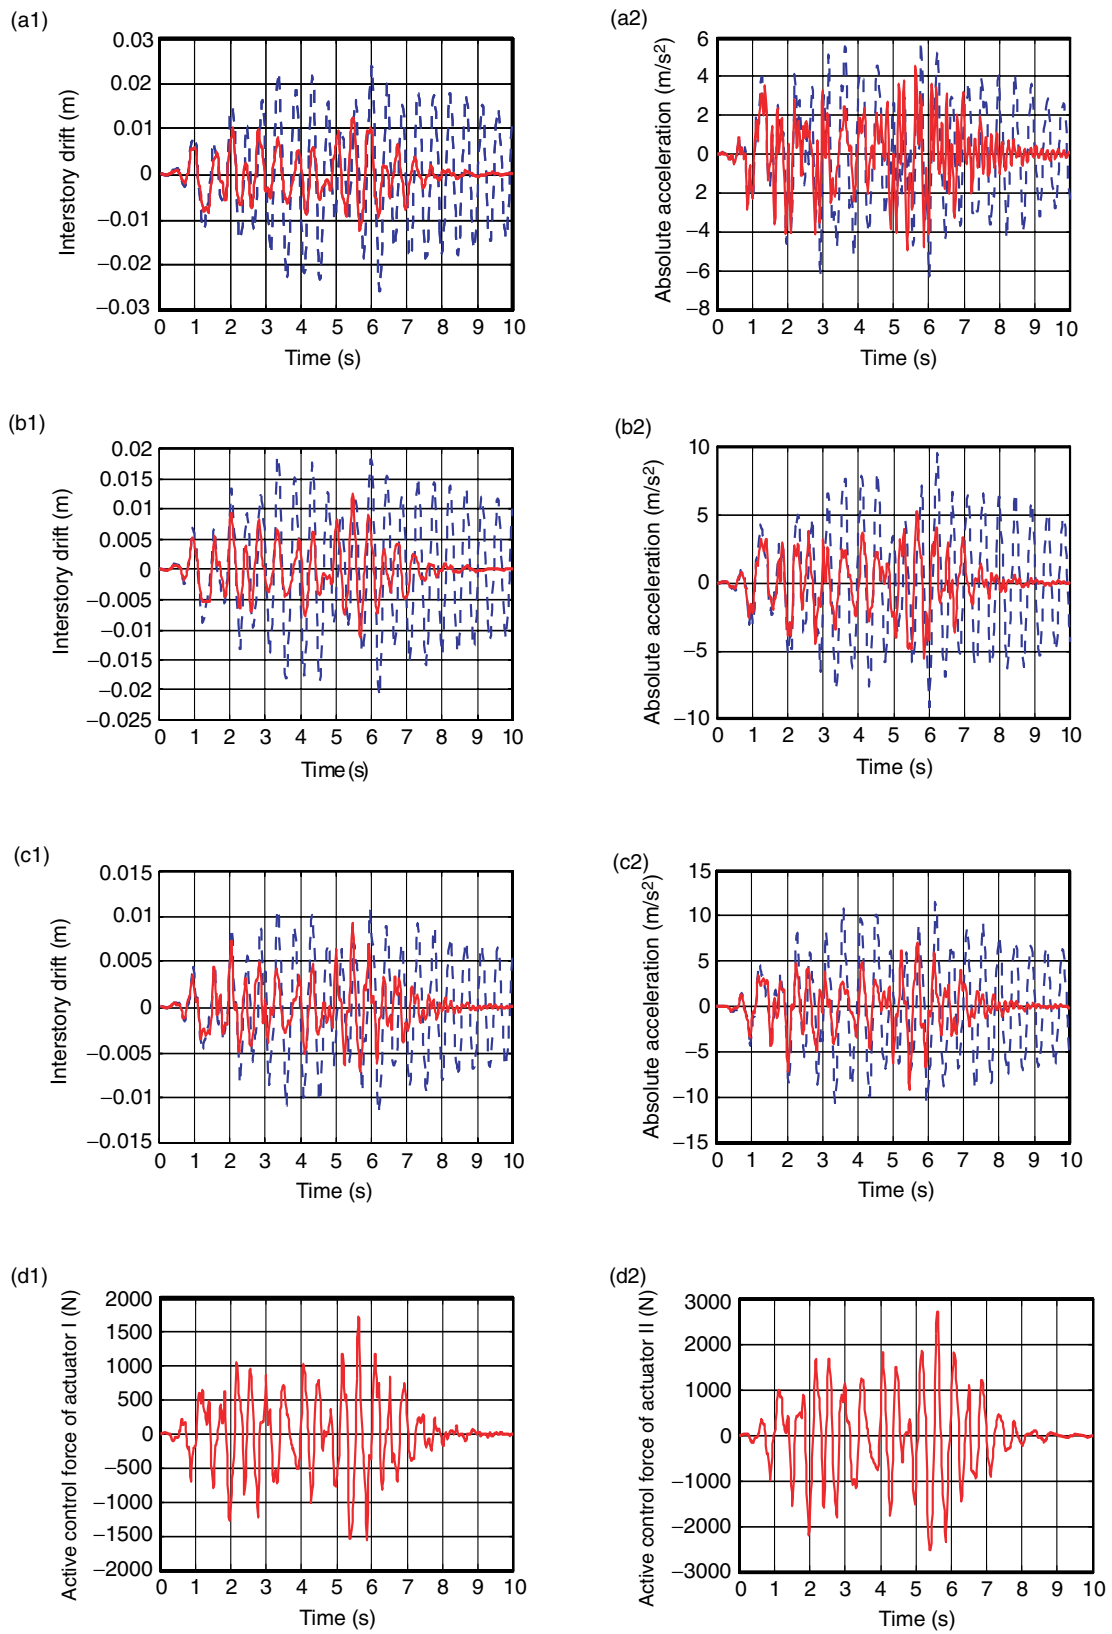 (a1)
Interstory drift (m)
0.03
0.02
0.01
0
−0.01
−0.02
−0.03
0 1 2 3 4 5 6 7 8 9 10
Time (s)
(a2)
Absolute acceleration (m/s²)
6
4
2
0
2
−4
−6
−8
0 1 2 3 4 5 6 7 8 9 10
Time (s)
(b1)
Interstory drift (m)
0.02
0.015
0.01
0.005
0
−0.005
−0.01
−0.015
−0.02
−0.025
0 1 2 3 4 5 6 7 8 9 10
Time (s)
(b2)
Absolute acceleration (m/s²)
10
5
0
−5
−10
0 1 2 3 4 5 6 7 8 9 10
Time (s)
(c1)
Interstory drift (m)
0.015
0.01
0.005
0
−0.005
−0.01
−0.015
0 1 2 3 4 5 6 7 8 9 10
Time (s)
(c2)
Absolute acceleration (m/s²)
15
10
5
0
−5
−10
−15
0 1 2 3 4 5 6 7 8 9 10
Time (s)
(d1)
Active control force of actuator I (N)
2000
1500
1000
500
0
−500
−1000
−1500
−2000
0 1 2 3 4 5 6 7 8 9 10
Time (s)
(d2)
Active control force of actuator II (N)
3000
2000
1000
0
−1000
−2000
−3000
0 1 2 3 4 5 6 7 8 9 10
Time (s)